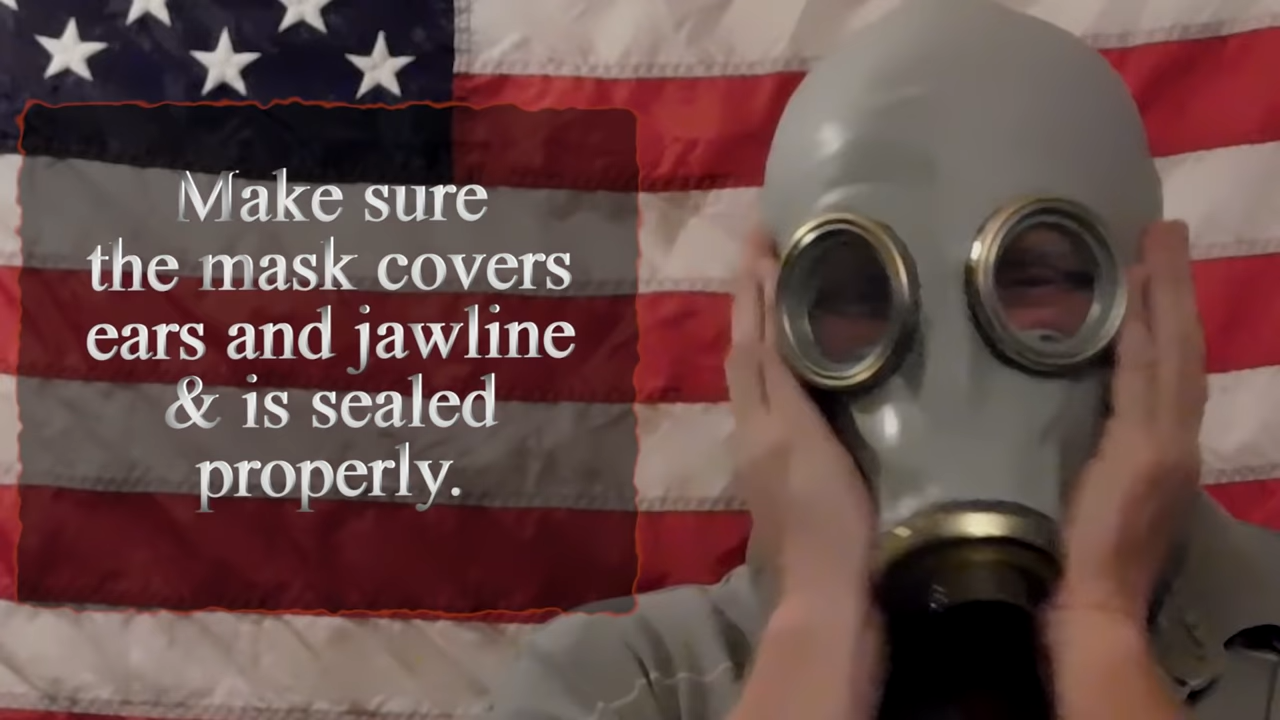 Make sure
the mask covers
ears and jawline
& is sealed
properly.